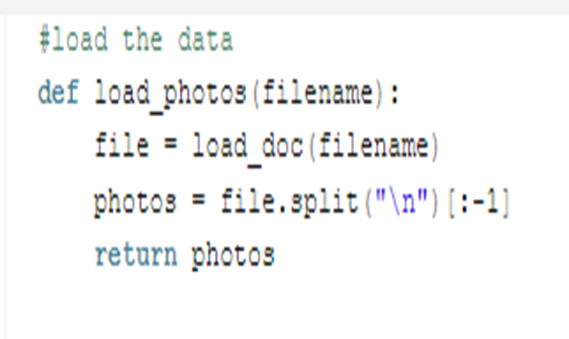 #load the data
def load_photos(filename):
    file = load_doc(filename)
    photos = file.split("\n")[:-1]
    return photos